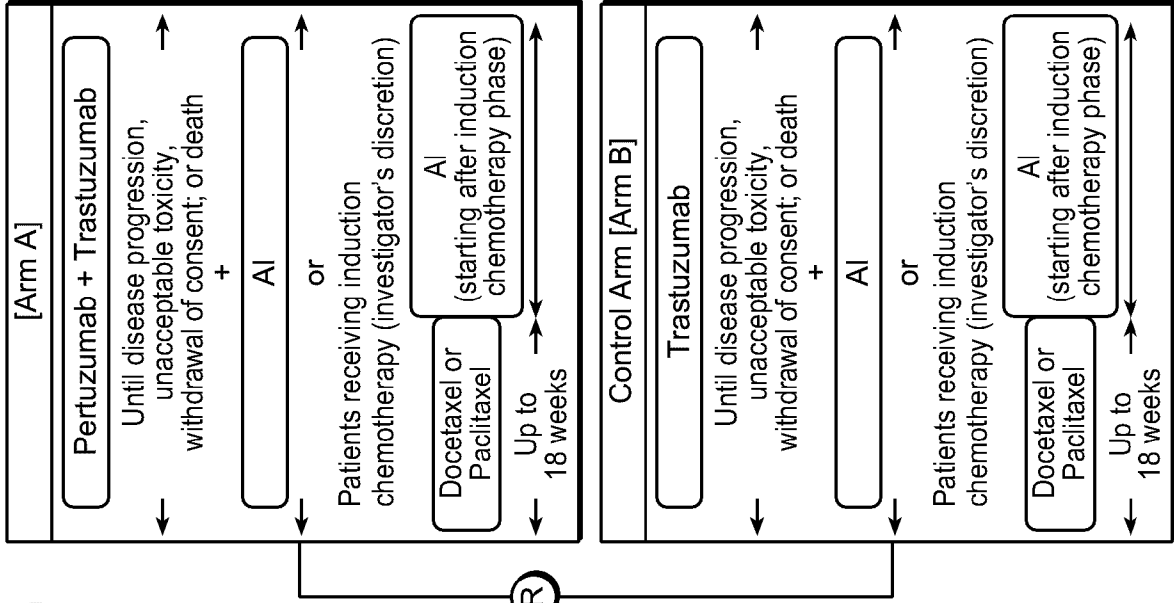 [Arm A]
Pertuzumab + Trastuzumab
Until disease progression,
unacceptable toxicity,
withdrawal of consent; or death
+
AI
or
Patients receiving induction
chemotherapy (investigator's discretion)
Docetaxel or
Paclitaxel
AI
(starting after induction
chemotherapy phase)
Up to
18 weeks
Control Arm [Arm B]
Trastuzumab
Until disease progression,
unacceptable toxicity,
withdrawal of consent; or death
+
AI
or
Patients receiving induction
chemotherapy (investigator's discretion)
Docetaxel or
Paclitaxel
AI
(starting after induction
chemotherapy phase)
Up to
18 weeks
R